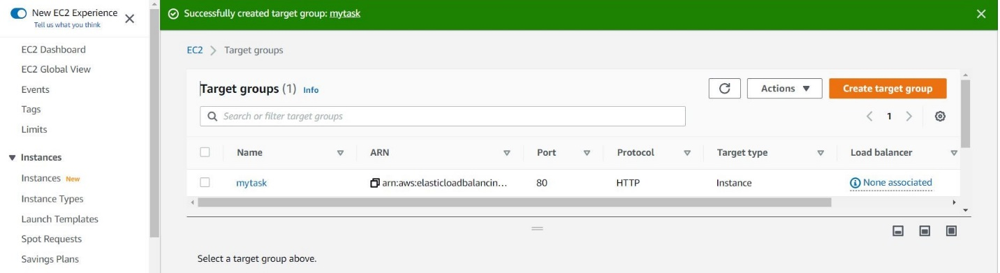 New EC2 Experience
Tell us what you think
EC2 Dashboard
EC2 Global View
Events
Tags
Limits
Instances
Instances New
Instance Types
Launch Templates
Spot Requests
Savings Plans
Successfully created target group: mytask
EC2 > Target groups
Target groups (1) Info
Actions
Create target group
Search or filter target groups
1
Name ARN Port Protocol Target type Load balancer
mytask arn:aws:elasticloadbalancin... 80 HTTP Instance None associated
Select a target group above.